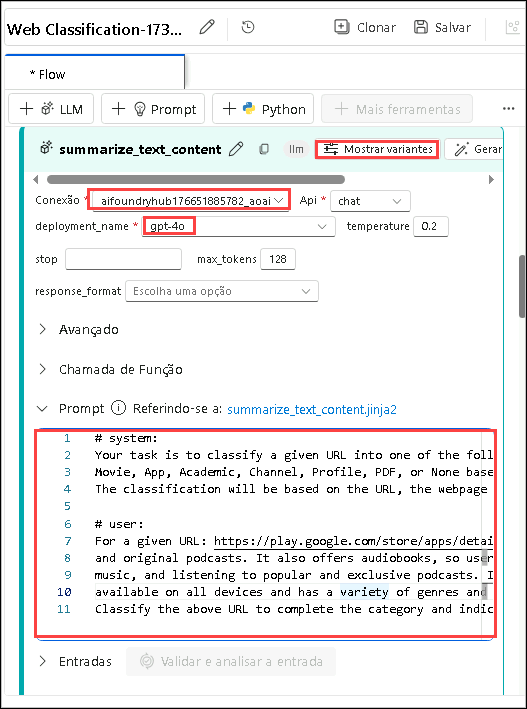 Web Classification-173... Clonar Salvar
* Flow
+ LLM + Prompt + Python + Mais ferramentas ...
summarize_text_content llm Mostrar variantes Gerar
Conexão * aifoundryhub176651885782_aoai Api * chat
deployment_name * gpt-4o temperature 0.2
stop max_tokens 128
response_format Escolha uma opção
Avançado
Chamada de Função
Prompt Referindo-se a: summarize_text_content.jinja2
1 # system:
2 Your task is to classify a given URL into one of the foll
3 Movie, App, Academic, Channel, Profile, PDF, or None base
4 The classification will be based on the URL, the webpage
5
6 # user:
7 For a given URL: https://play.google.com/store/apps/detai
8 and original podcasts. It also offers audiobooks, so user
9 music, and listening to popular and exclusive podcasts. I
10 available on all devices and has a variety of genres and
11 Classify the above URL to complete the category and indic
Entradas Validar e analisar a entrada